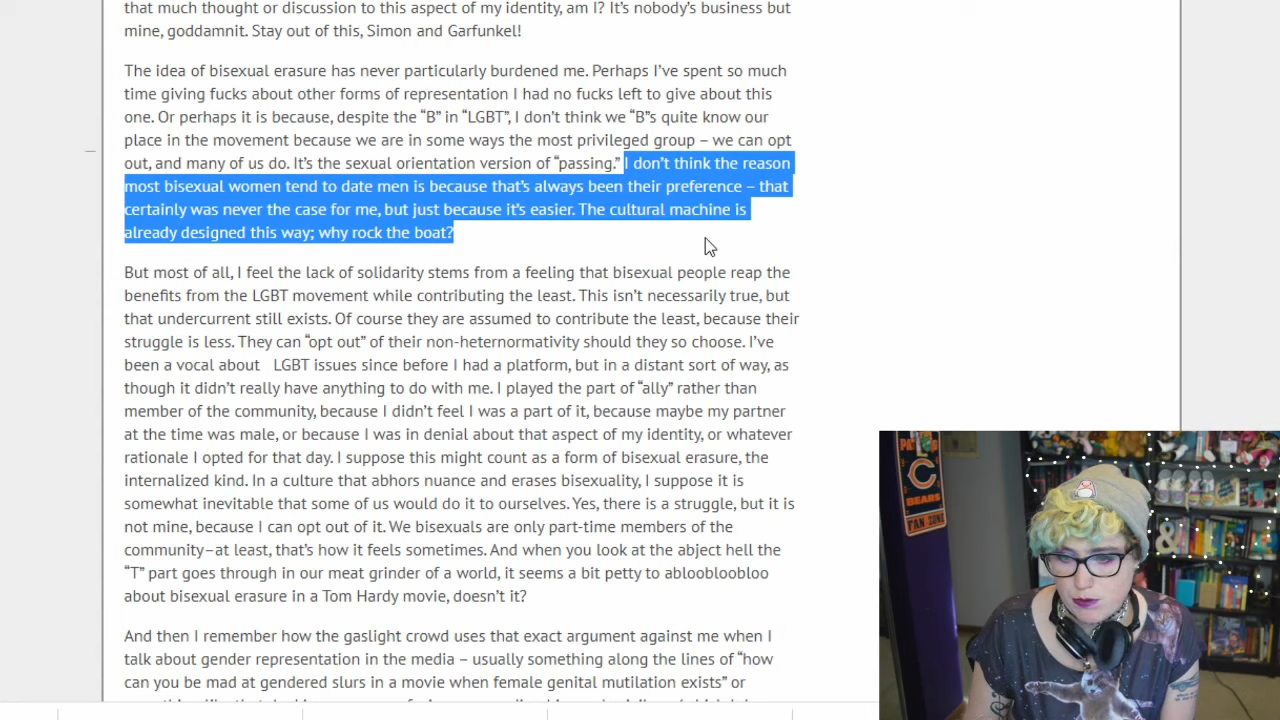 that much thought or discussion to this aspect of my identity, am I? It's nobody's business but
mine, goddamnit. Stay out of this, Simon and Garfunkel!
The idea of bisexual erasure has never particularly burdened me. Perhaps I've spent so much
time giving fucks about other forms of representation I had no fucks left to give about this
one. Or perhaps it is because, despite the “B” in “LGBT”, I don't think we “B”s quite know our
place in the movement because we are in some ways the most privileged group – we can opt
out, and many of us do. It's the sexual orientation version of “passing.” I don't think the reason
most bisexual women tend to date men is because that's always been their preference – that
certainly was never the case for me, but just because it's easier. The cultural machine is
already designed this way; why rock the boat?
But most of all, I feel the lack of solidarity stems from a feeling that bisexual people reap the
benefits from the LGBT movement while contributing the least. This isn't necessarily true, but
that undercurrent still exists. Of course they are assumed to contribute the least, because their
struggle is less. They can “opt out” of their non-heternormativity should they so choose. I've
been a vocal about LGBT issues since before I had a platform, but in a distant sort of way, as
though it didn't really have anything to do with me. I played the part of “ally” rather than
member of the community, because I didn't feel I was a part of it, because maybe my partner
at the time was male, or because I was in denial about that aspect of my identity, or whatever
rationale I opted for that day. I suppose this might count as a form of bisexual erasure, the
internalized kind. In a culture that abhors nuance and erases bisexuality, I suppose it is
somewhat inevitable that some of us would do it to ourselves. Yes, there is a struggle, but it is
not mine, because I can opt out of it. We bisexuals are only part-time members of the
community–at least, that's how it feels sometimes. And when you look at the abject hell the
“T” part goes through in our meat grinder of a world, it seems a bit petty to abloobloobloo
about bisexual erasure in a Tom Hardy movie, doesn't it?
And then I remember how the gaslight crowd uses that exact argument against me when I
talk about gender representation in the media – usually something along the lines of “how
can you be mad at gendered slurs in a movie when female genital mutilation exists” or
BEARS
FAN ZONE
&